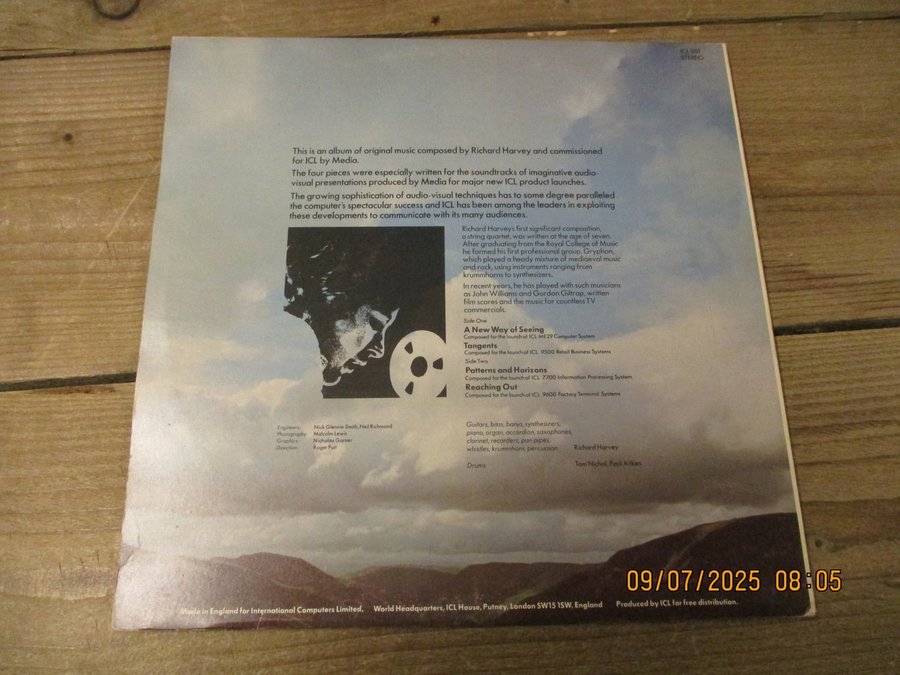 ICL 001
STEREO
This is an album of original music composed by Richard Harvey and commissioned
for ICL by Media.
The four pieces were especially written for the soundtracks of imaginative audio
visual presentations produced by Media for major new ICL product launches.
The growing sophistication of audio-visual techniques has to some degree paralleled
the computer's spectacular success and ICL has been among the leaders in exploiting
these developments to communicate with its many audiences.
Richard Harvey's first significant composition,
a string quartet, was written at the age of seven.
After graduating from the Royal College of Music
he formed his first professional group, Gryphon,
which played a heady mixture of mediaeval music
and rock, using instruments ranging from
krummhorns to synthesizers.
In recent years, he has played with such musicians
as John Williams and Gordon Giltrap, written
film scores and the music for countless TV
commercials.
Side One
A New Way of Seeing
Composed for the launch of ICL ME29 Computer System
Tangents
Composed for the launch of ICL 9500 Retail Business Systems
Side Two
Patterns and Horizons
Composed for the launch of ICL 7700 Information Processing System
Reaching Out
Composed for the launch of ICL 9600 Factory Terminal Systems
Engineers: Nick Glennie-Smith, Neil Richmond
Photography: Malcolm Lewis
Graphics: Nicholas Garner
Direction: Roger Putt
Guitars, bass, banjo, synthesizers,
piano, organ, accordion, saxophones,
clarinet, recorders, pan pipes,
whistles, krummhorns, percussion Richard Harvey
Drums Tom Nichol, Paul Aitken
Made in England for International Computers Limited, World Headquarters, ICL House, Putney, London SW15 1SW, England Produced by ICL for free distribution.
09/07/2025 08:05